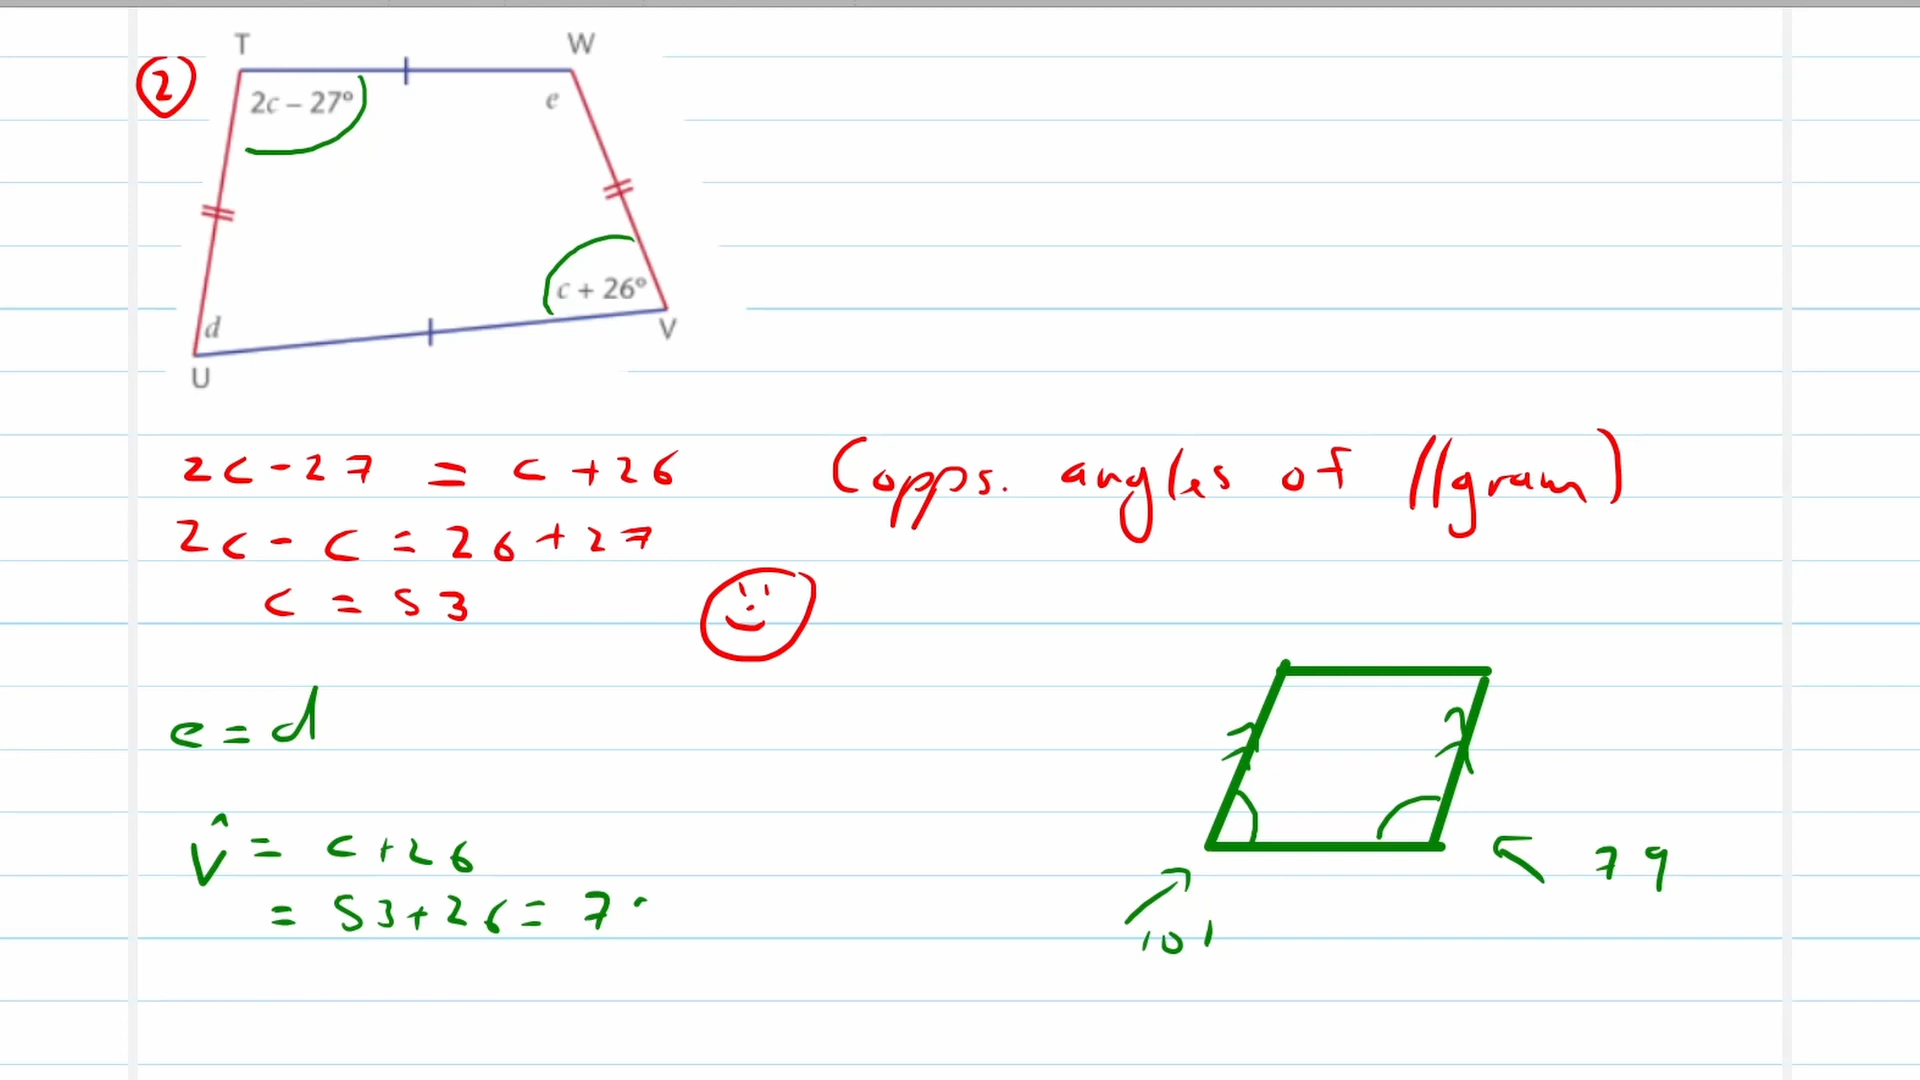 T W
2
2c – 27° e
c + 26°
d V
U
2c - 27 = c + 26 (opps. angles of //gram)
2c - c = 26 + 27
c = 53
e = d
V̂ = c + 26
79
= 53 + 26 = 7
101